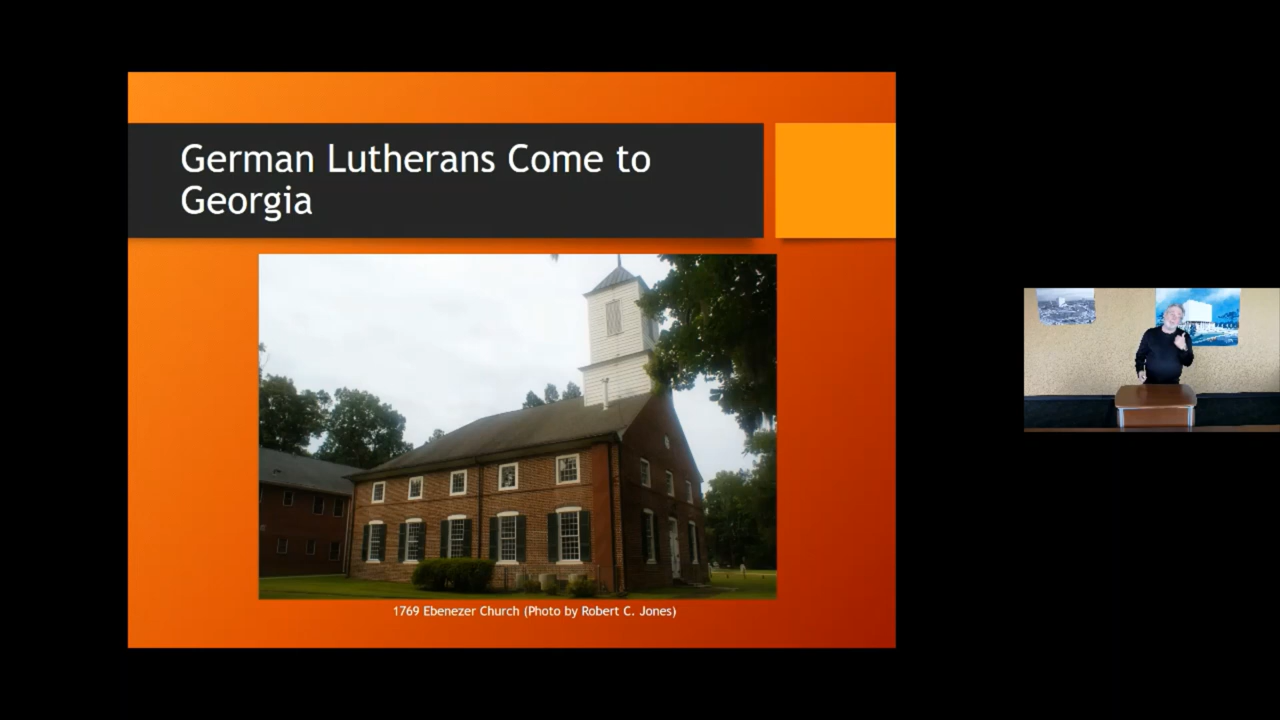 German Lutherans Come to
Georgia
1769 Ebenezer Church (Photo by Robert C. Jones)